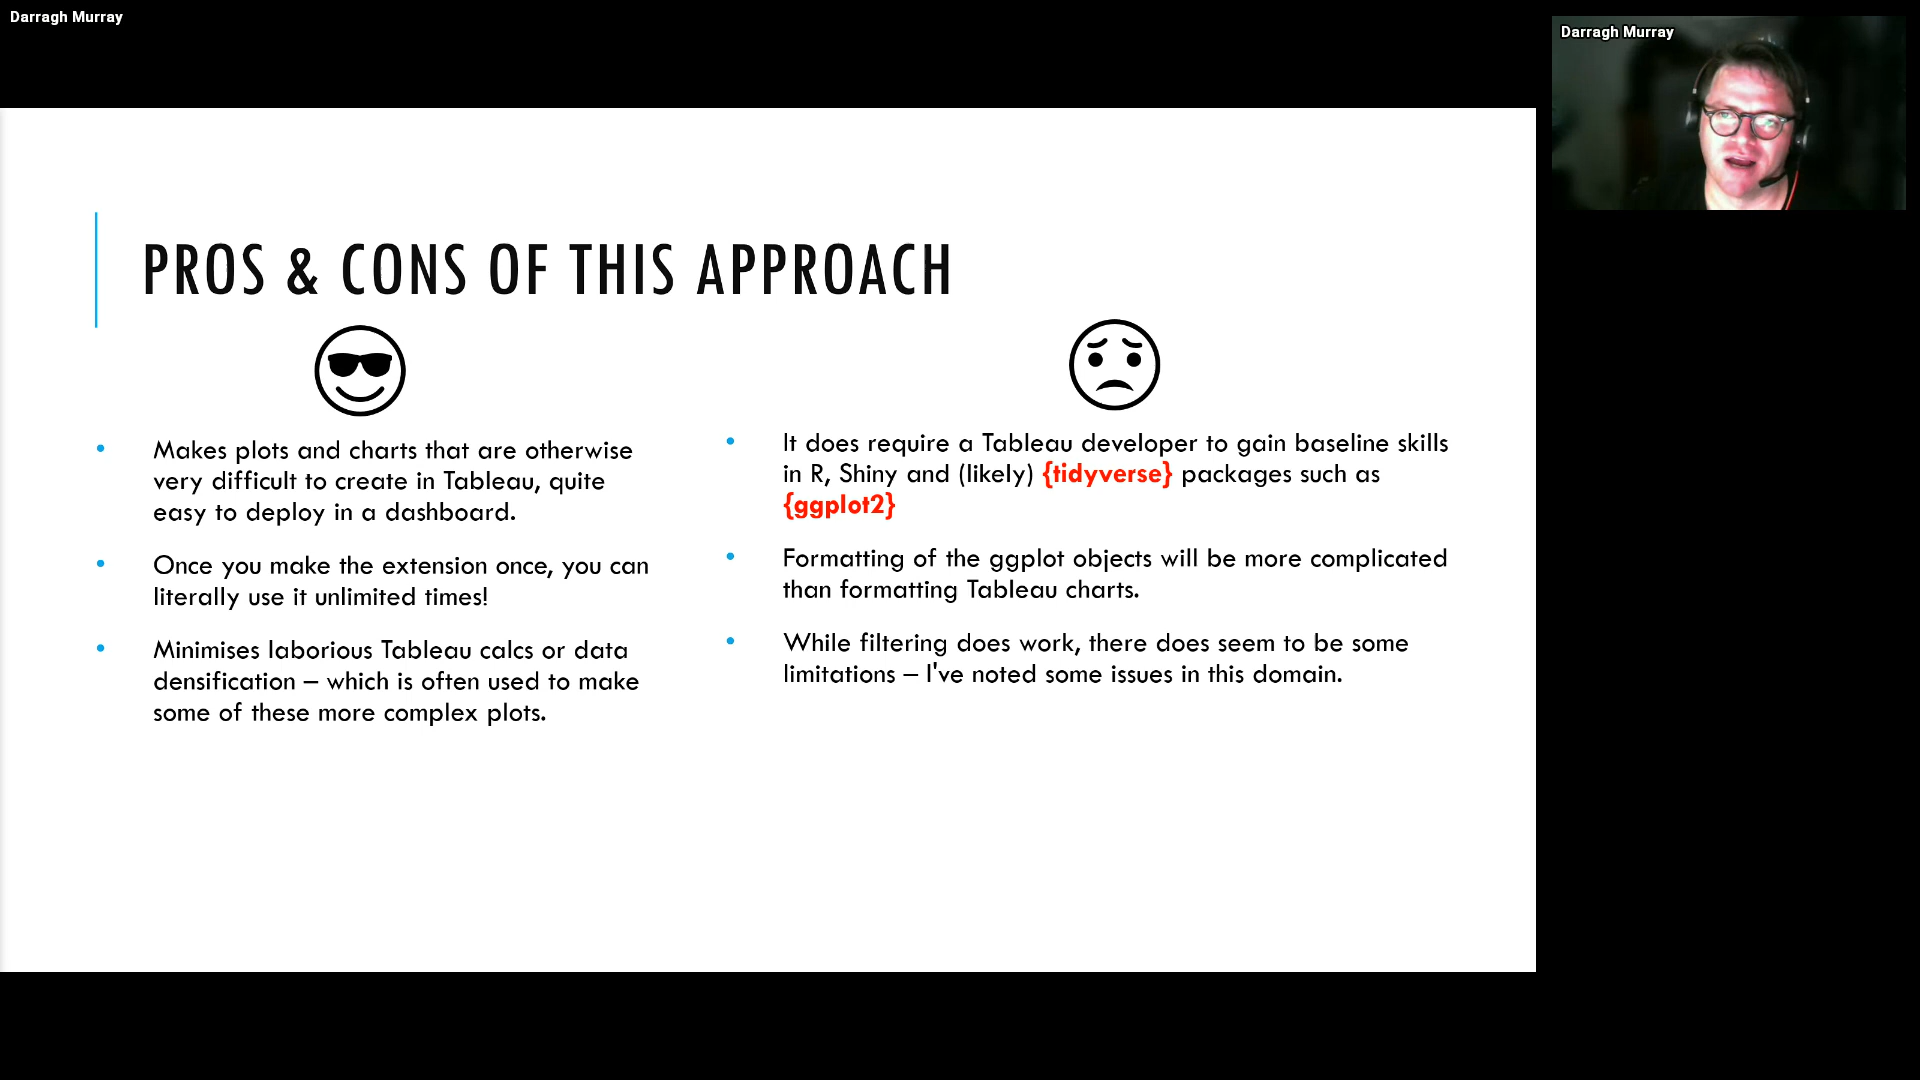 Darragh Murray
Darragh Murray
PROS & CONS OF THIS APPROACH
• Makes plots and charts that are otherwise
very difficult to create in Tableau, quite
easy to deploy in a dashboard.
• Once you make the extension once, you can
literally use it unlimited times!
• Minimises laborious Tableau calcs or data
densification – which is often used to make
some of these more complex plots.
• It does require a Tableau developer to gain baseline skills
in R, Shiny and (likely) {tidyverse} packages such as
{ggplot2}
• Formatting of the ggplot objects will be more complicated
than formatting Tableau charts.
• While filtering does work, there does seem to be some
limitations – I've noted some issues in this domain.